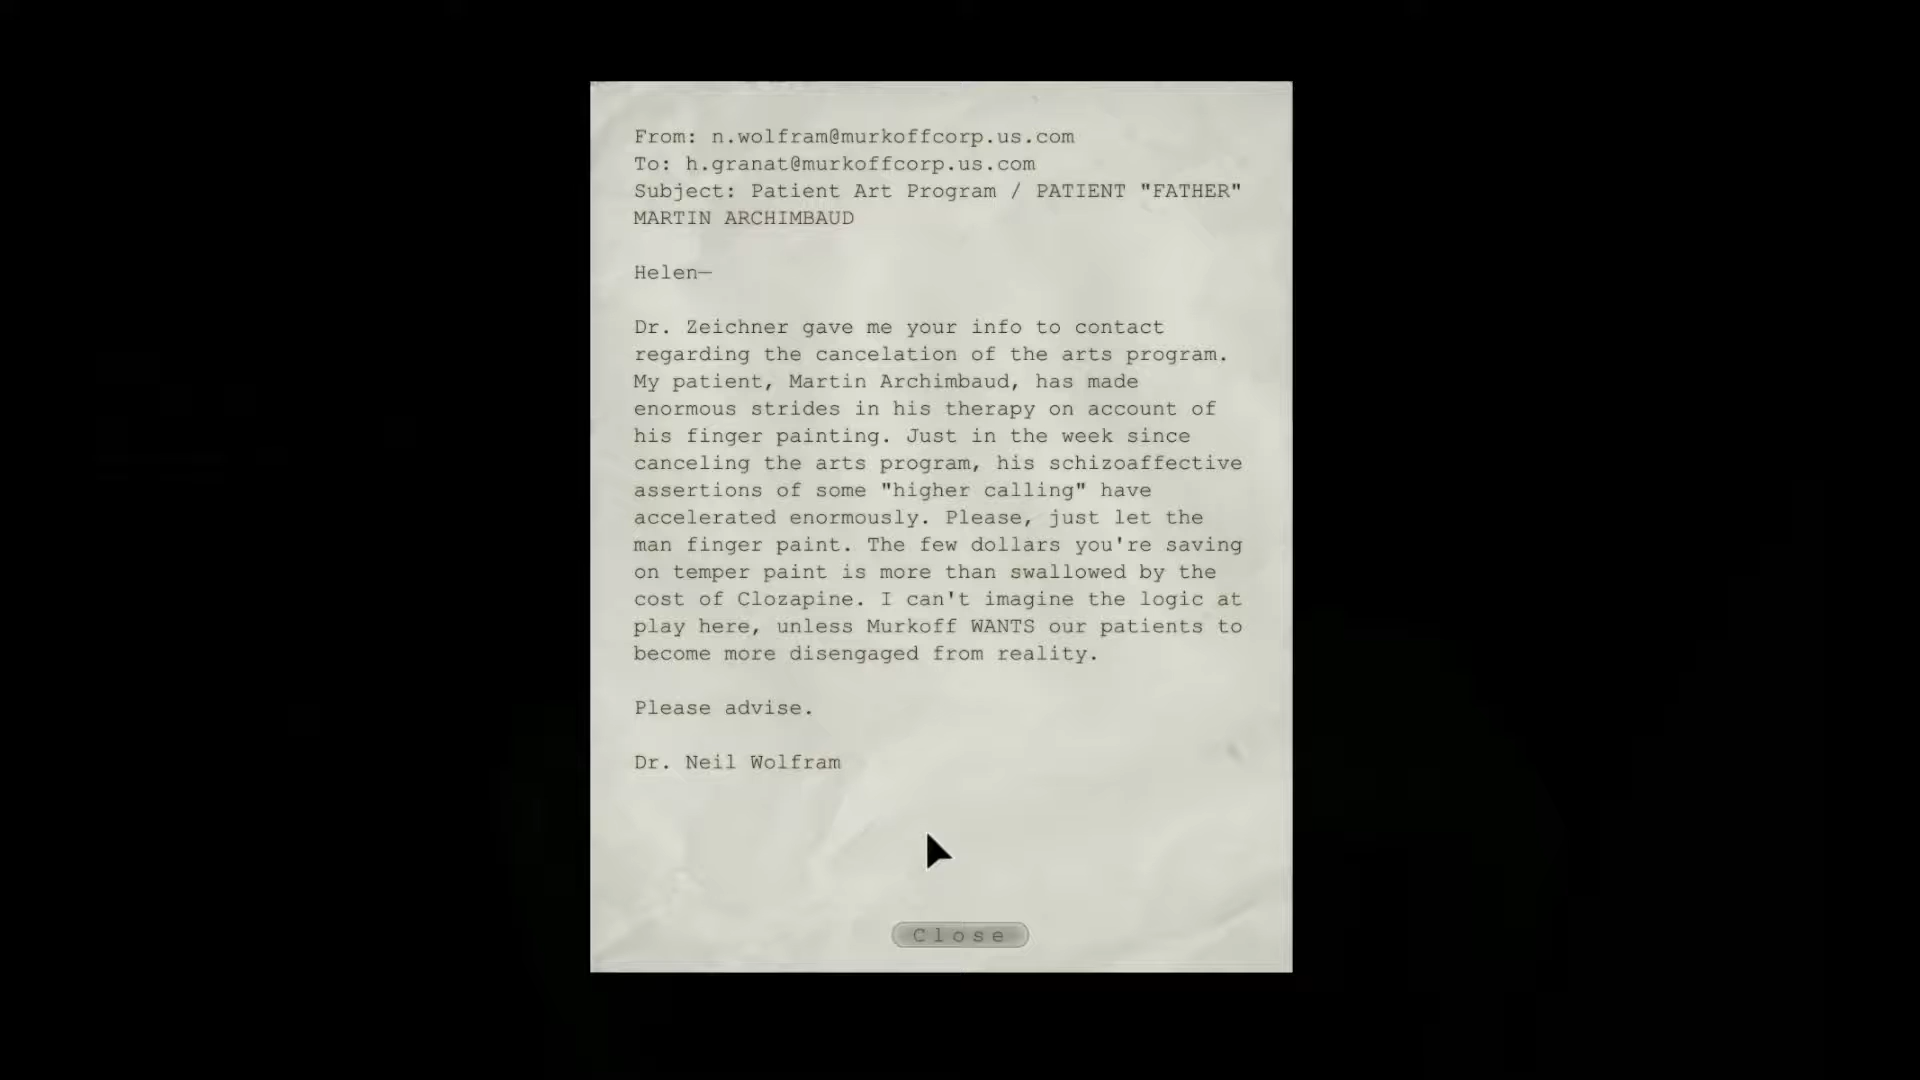 From: n.wolfram@murkoffcorp.us.com
To: h.granat@murkoffcorp.us.com
Subject: Patient Art Program / PATIENT "FATHER"
MARTIN ARCHIMBAUD
Helen—
Dr. Zeichner gave me your info to contact
regarding the cancelation of the arts program.
My patient, Martin Archimbaud, has made
enormous strides in his therapy on account of
his finger painting. Just in the week since
canceling the arts program, his schizoaffective
assertions of some "higher calling" have
accelerated enormously. Please, just let the
man finger paint. The few dollars you're saving
on temper paint is more than swallowed by the
cost of Clozapine. I can't imagine the logic at
play here, unless Murkoff WANTS our patients to
become more disengaged from reality.
Please advise.
Dr. Neil Wolfram
Close